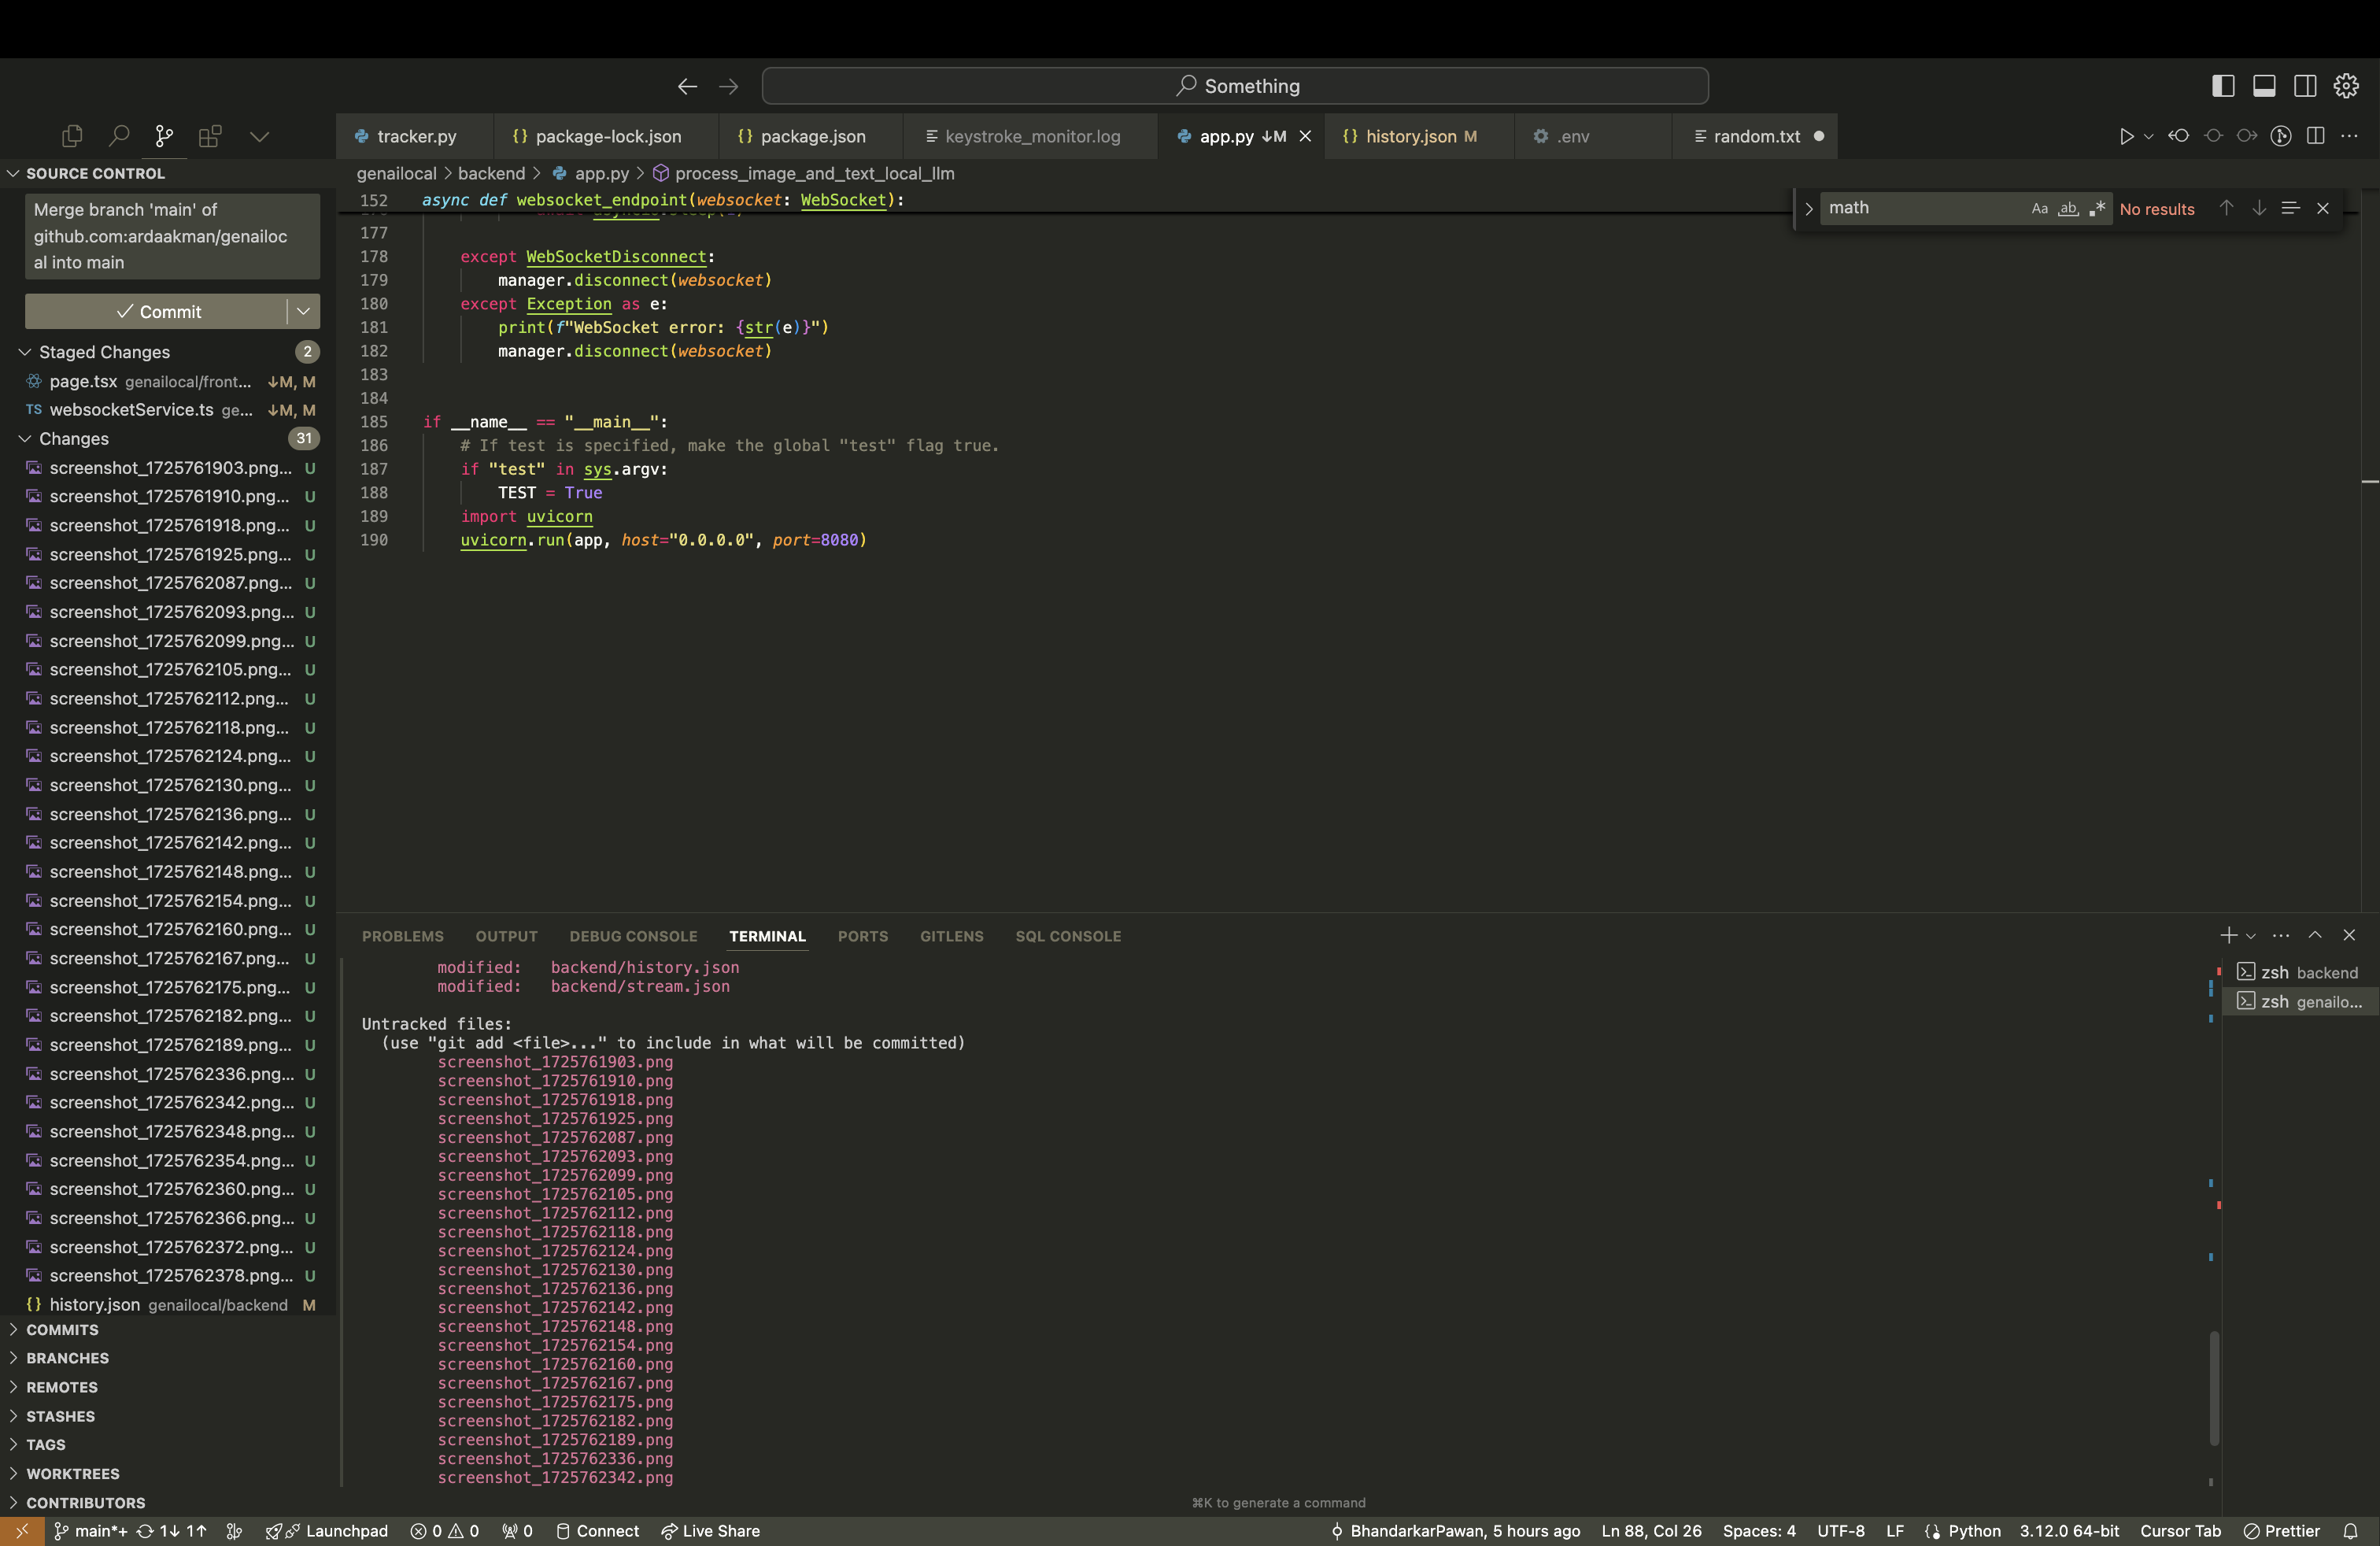 Something
tracker.py
{} package-lock.json
{} package.json
keystroke_monitor.log
app.py ↓M
{} history.json M
.env
random.txt
SOURCE CONTROL
Merge branch 'main' of
github.com:ardaakman/genailoc
al into main
Commit
Staged Changes 2
page.tsx genailocal/front... ↓M, M
TS websocketService.ts ge... ↓M, M
Changes 31
screenshot_1725761903.png... U
screenshot_1725761910.png... U
screenshot_1725761918.png... U
screenshot_1725761925.png... U
screenshot_1725762087.png... U
screenshot_1725762093.png... U
screenshot_1725762099.png... U
screenshot_1725762105.png... U
screenshot_1725762112.png... U
screenshot_1725762118.png... U
screenshot_1725762124.png... U
screenshot_1725762130.png... U
screenshot_1725762136.png... U
screenshot_1725762142.png... U
screenshot_1725762148.png... U
screenshot_1725762154.png... U
screenshot_1725762160.png... U
screenshot_1725762167.png... U
screenshot_1725762175.png... U
screenshot_1725762182.png... U
screenshot_1725762189.png... U
screenshot_1725762336.png... U
screenshot_1725762342.png... U
screenshot_1725762348.png... U
screenshot_1725762354.png... U
screenshot_1725762360.png... U
screenshot_1725762366.png... U
screenshot_1725762372.png... U
screenshot_1725762378.png... U
{} history.json genailocal/backend M
COMMITS
BRANCHES
REMOTES
STASHES
TAGS
WORKTREES
CONTRIBUTORS
genailocal > backend > app.py > process_image_and_text_local_llm
152 async def websocket_endpoint(websocket: WebSocket):
math Aa ab .* No results
177
178 except WebSocketDisconnect:
179 manager.disconnect(websocket)
180 except Exception as e:
181 print(f"WebSocket error: {str(e)}")
182 manager.disconnect(websocket)
183
184
185 if __name__ == "__main__":
186 # If test is specified, make the global "test" flag true.
187 if "test" in sys.argv:
188 TEST = True
189 import uvicorn
190 uvicorn.run(app, host="0.0.0.0", port=8080)
PROBLEMS OUTPUT DEBUG CONSOLE TERMINAL PORTS GITLENS SQL CONSOLE
modified: backend/history.json
modified: backend/stream.json
Untracked files:
(use "git add <file>..." to include in what will be committed)
screenshot_1725761903.png
screenshot_1725761910.png
screenshot_1725761918.png
screenshot_1725761925.png
screenshot_1725762087.png
screenshot_1725762093.png
screenshot_1725762099.png
screenshot_1725762105.png
screenshot_1725762112.png
screenshot_1725762118.png
screenshot_1725762124.png
screenshot_1725762130.png
screenshot_1725762136.png
screenshot_1725762142.png
screenshot_1725762148.png
screenshot_1725762154.png
screenshot_1725762160.png
screenshot_1725762167.png
screenshot_1725762175.png
screenshot_1725762182.png
screenshot_1725762189.png
screenshot_1725762336.png
screenshot_1725762342.png
zsh backend
zsh genailo...
⌘K to generate a command
main*+ 1↓ 1↑ Launchpad 0 0 0 Connect Live Share BhandarkarPawan, 5 hours ago Ln 88, Col 26 Spaces: 4 UTF-8 LF Python 3.12.0 64-bit Cursor Tab Prettier